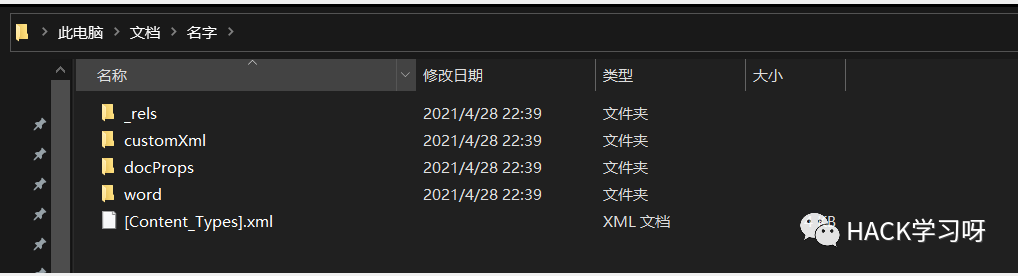 此电脑 > 文档 > 名字 >
名称 修改日期 类型 大小
_rels 2021/4/28 22:39 文件夹
customXml 2021/4/28 22:39 文件夹
docProps 2021/4/28 22:39 文件夹
word 2021/4/28 22:39 文件夹
[Content_Types].xml XML 文档
HACK学习呀